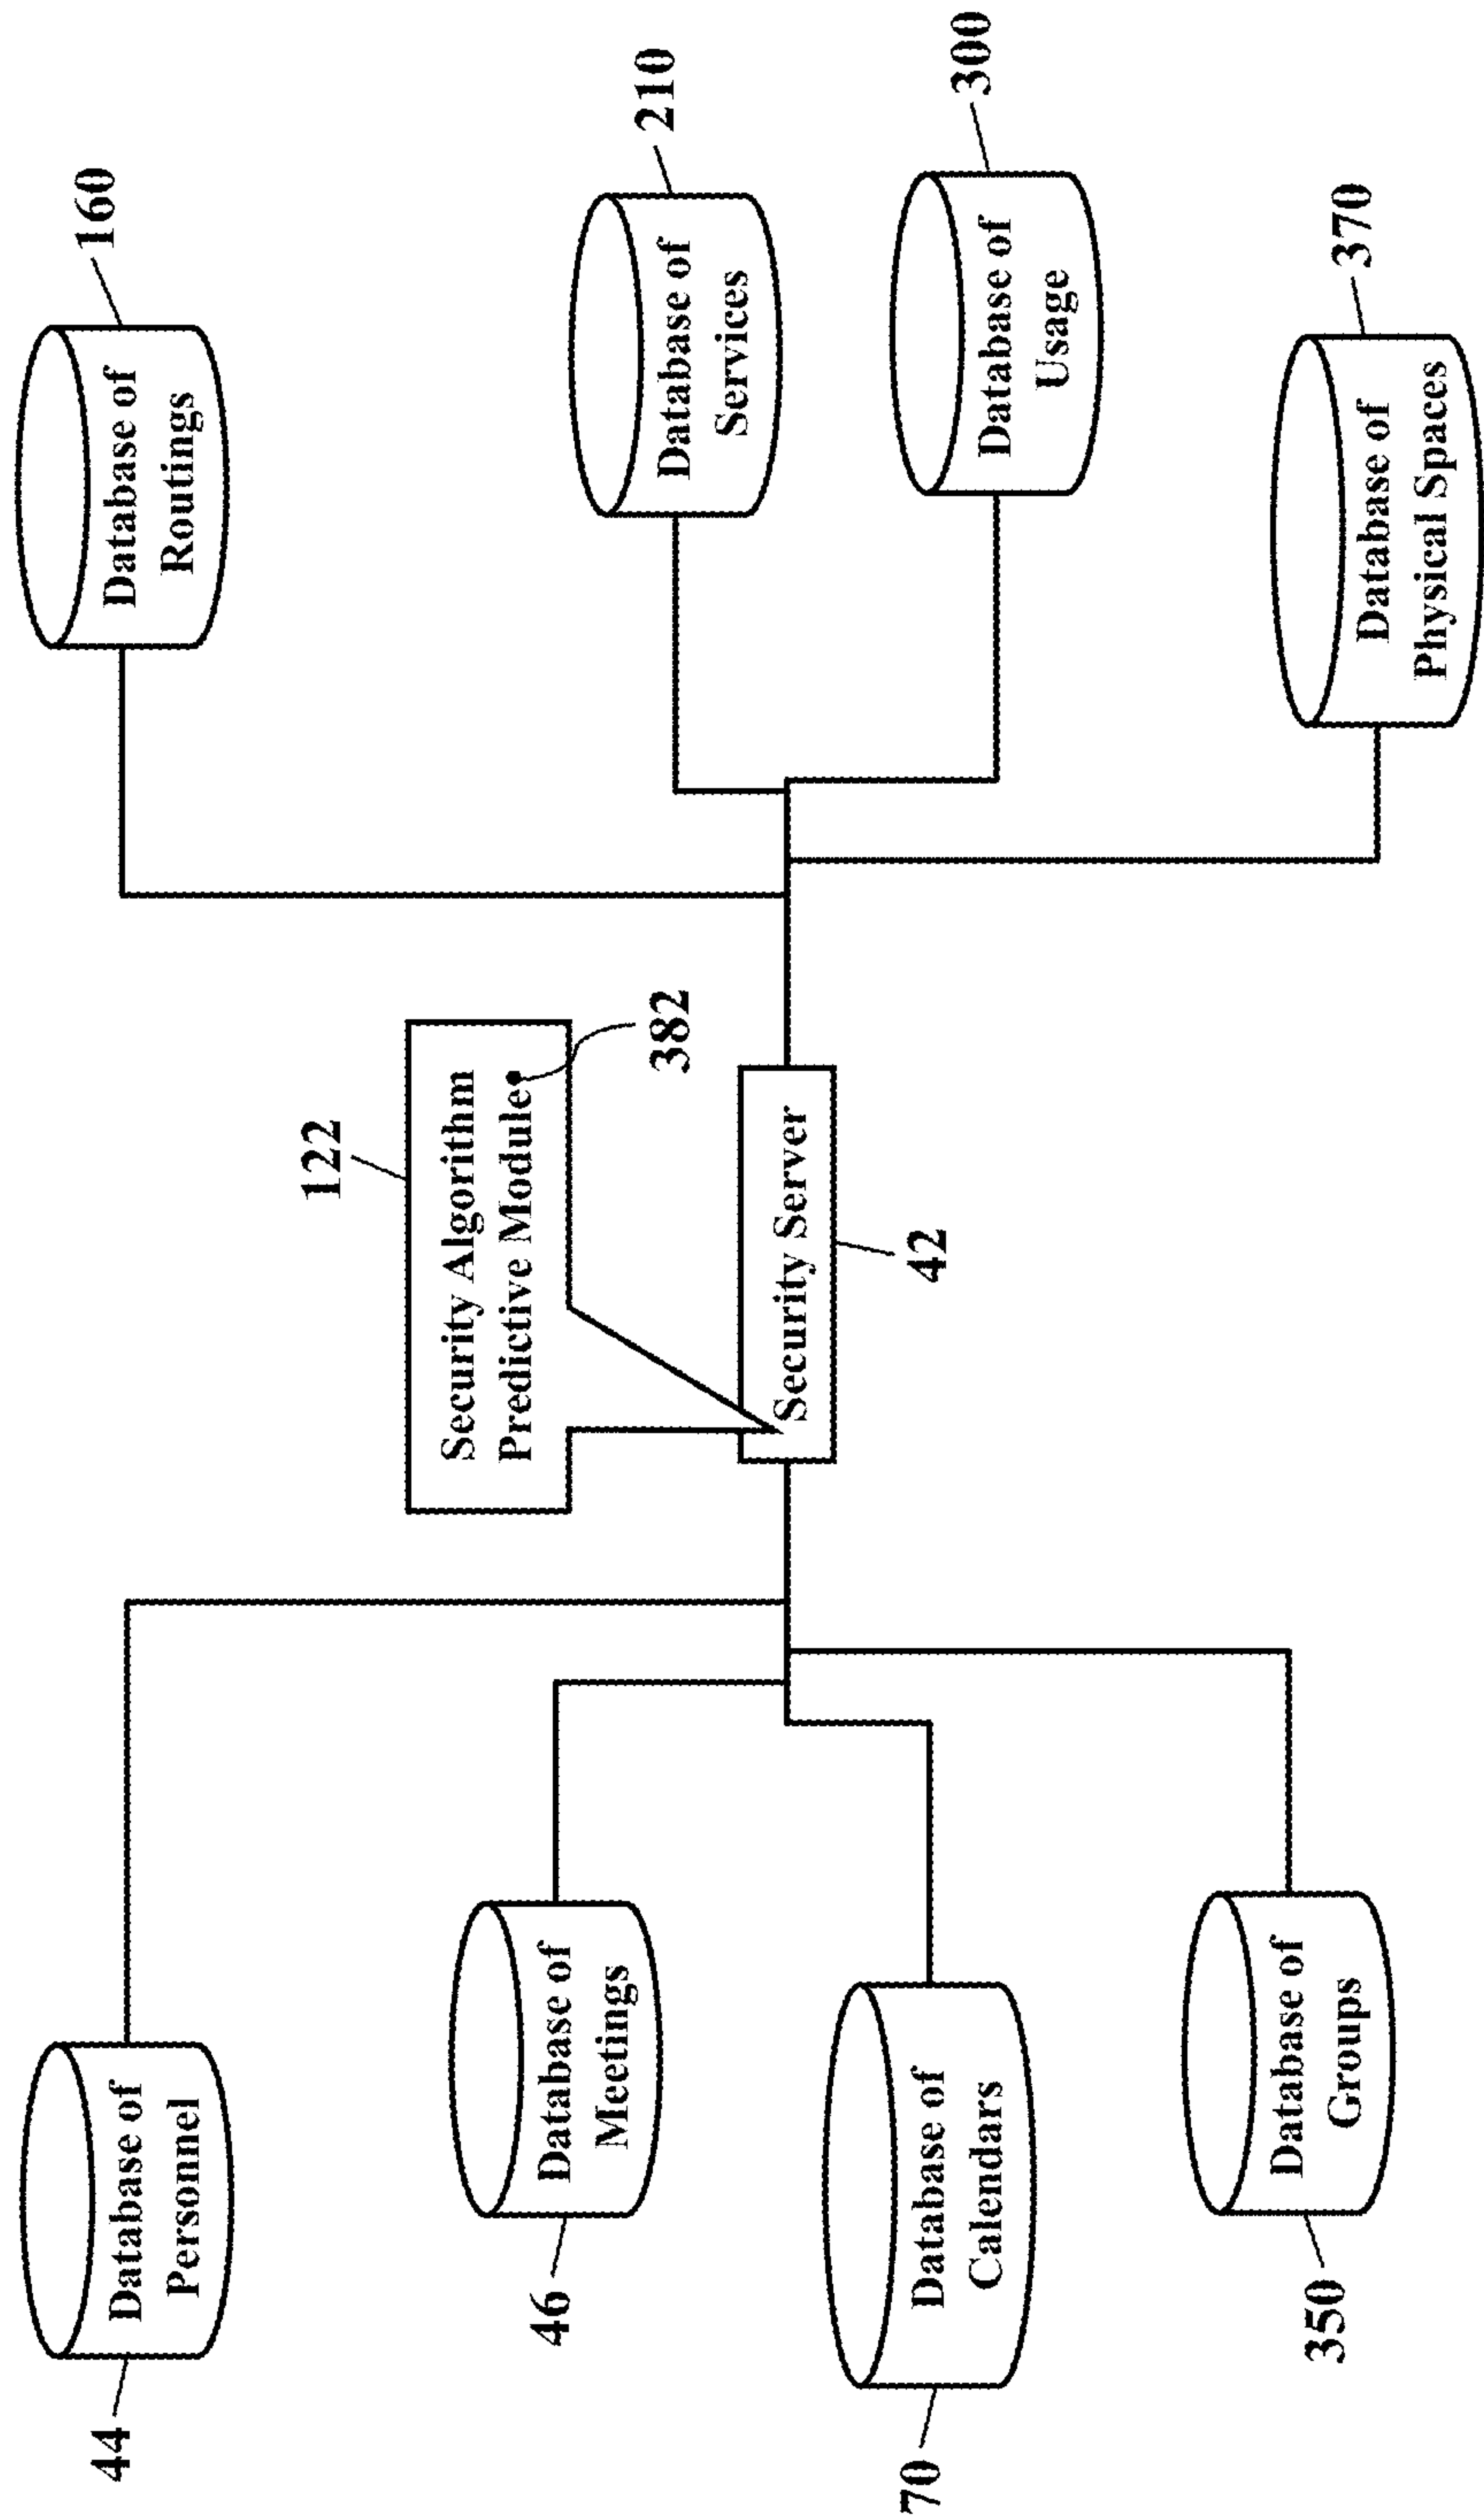 44
Database of
Personnel
160
Database of
Routings
122
Security Algorithm
Predictive Module
382
46
Database of
Meetings
210
Database of
Services
Security Server
42
70
Database of
Calendars
300
Database of
Usage
350
Database of
Groups
370
Database of
Physical Spaces